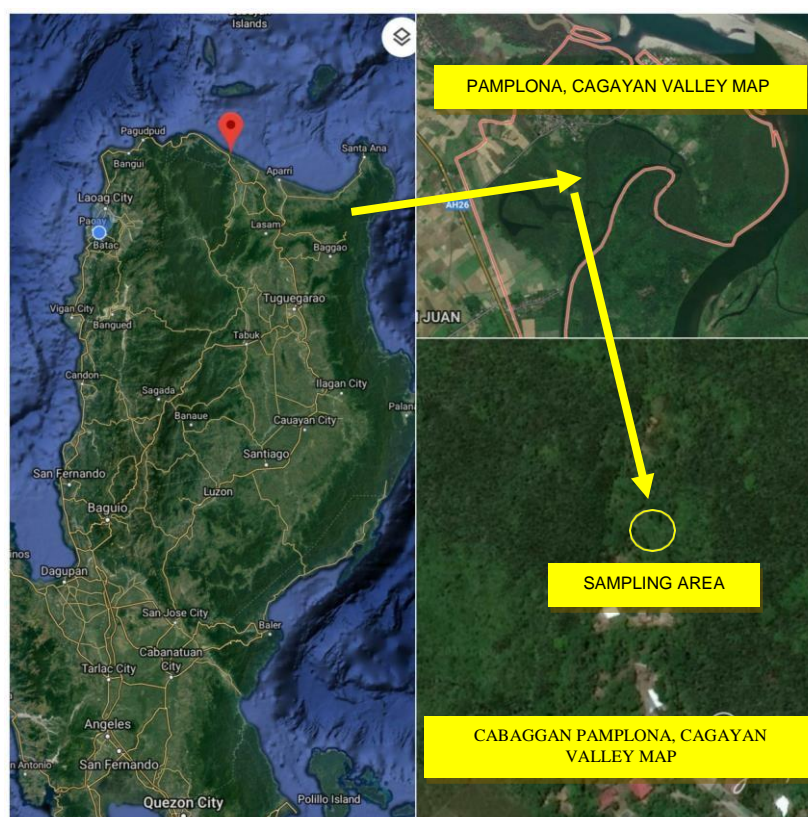 Islands
Pagudpud
Bangui
Santa Ana
Aparri
Laoag City
Paoay
Batac
Lasam
Baggao
Tuguegarao
Vigan City
Bangued
Tabuk
Candon
Sagada
Ilagan City
Banaue
Palana
Cauayan City
Santiago
San Fernando
Luzon
Baguio
inos
Dagupan
San Jose City
Baler
Cabanatuan
City
Tarlac City
Angeles
San Fernando
n Antonio
Polillo Island
Quezon City
PAMPLONA, CAGAYAN VALLEY MAP
AH26
JUAN
SAMPLING AREA
CABAGGAN PAMPLONA, CAGAYAN
VALLEY MAP